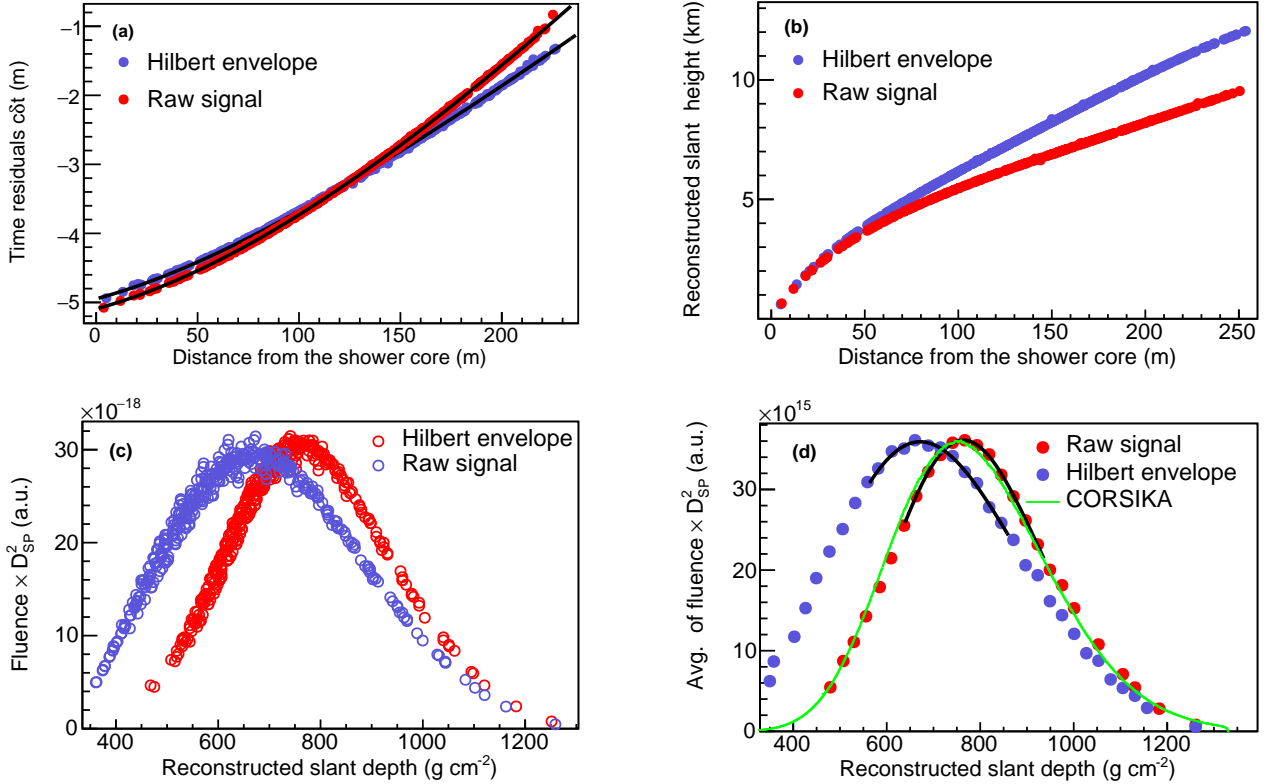 (a)
Hilbert envelope
Raw signal
Time residuals cδt (m)
−1
−2
−3
−4
−5
0 50 100 150 200
Distance from the shower core (m)
(b)
Hilbert envelope
Raw signal
Reconstructed slant height (km)
10
5
0 50 100 150 200 250
Distance from the shower core (m)
×10⁻¹⁸
(c)
Hilbert envelope
Raw signal
Fluence × D²SP (a.u.)
30
20
10
0
400 600 800 1000 1200
Reconstructed slant depth (g cm⁻²)
×10¹⁵
(d)
Raw signal
Hilbert envelope
CORSIKA
Avg. of fluence × D²SP (a.u.)
30
20
10
0
400 600 800 1000 1200
Reconstructed slant depth (g cm⁻²)